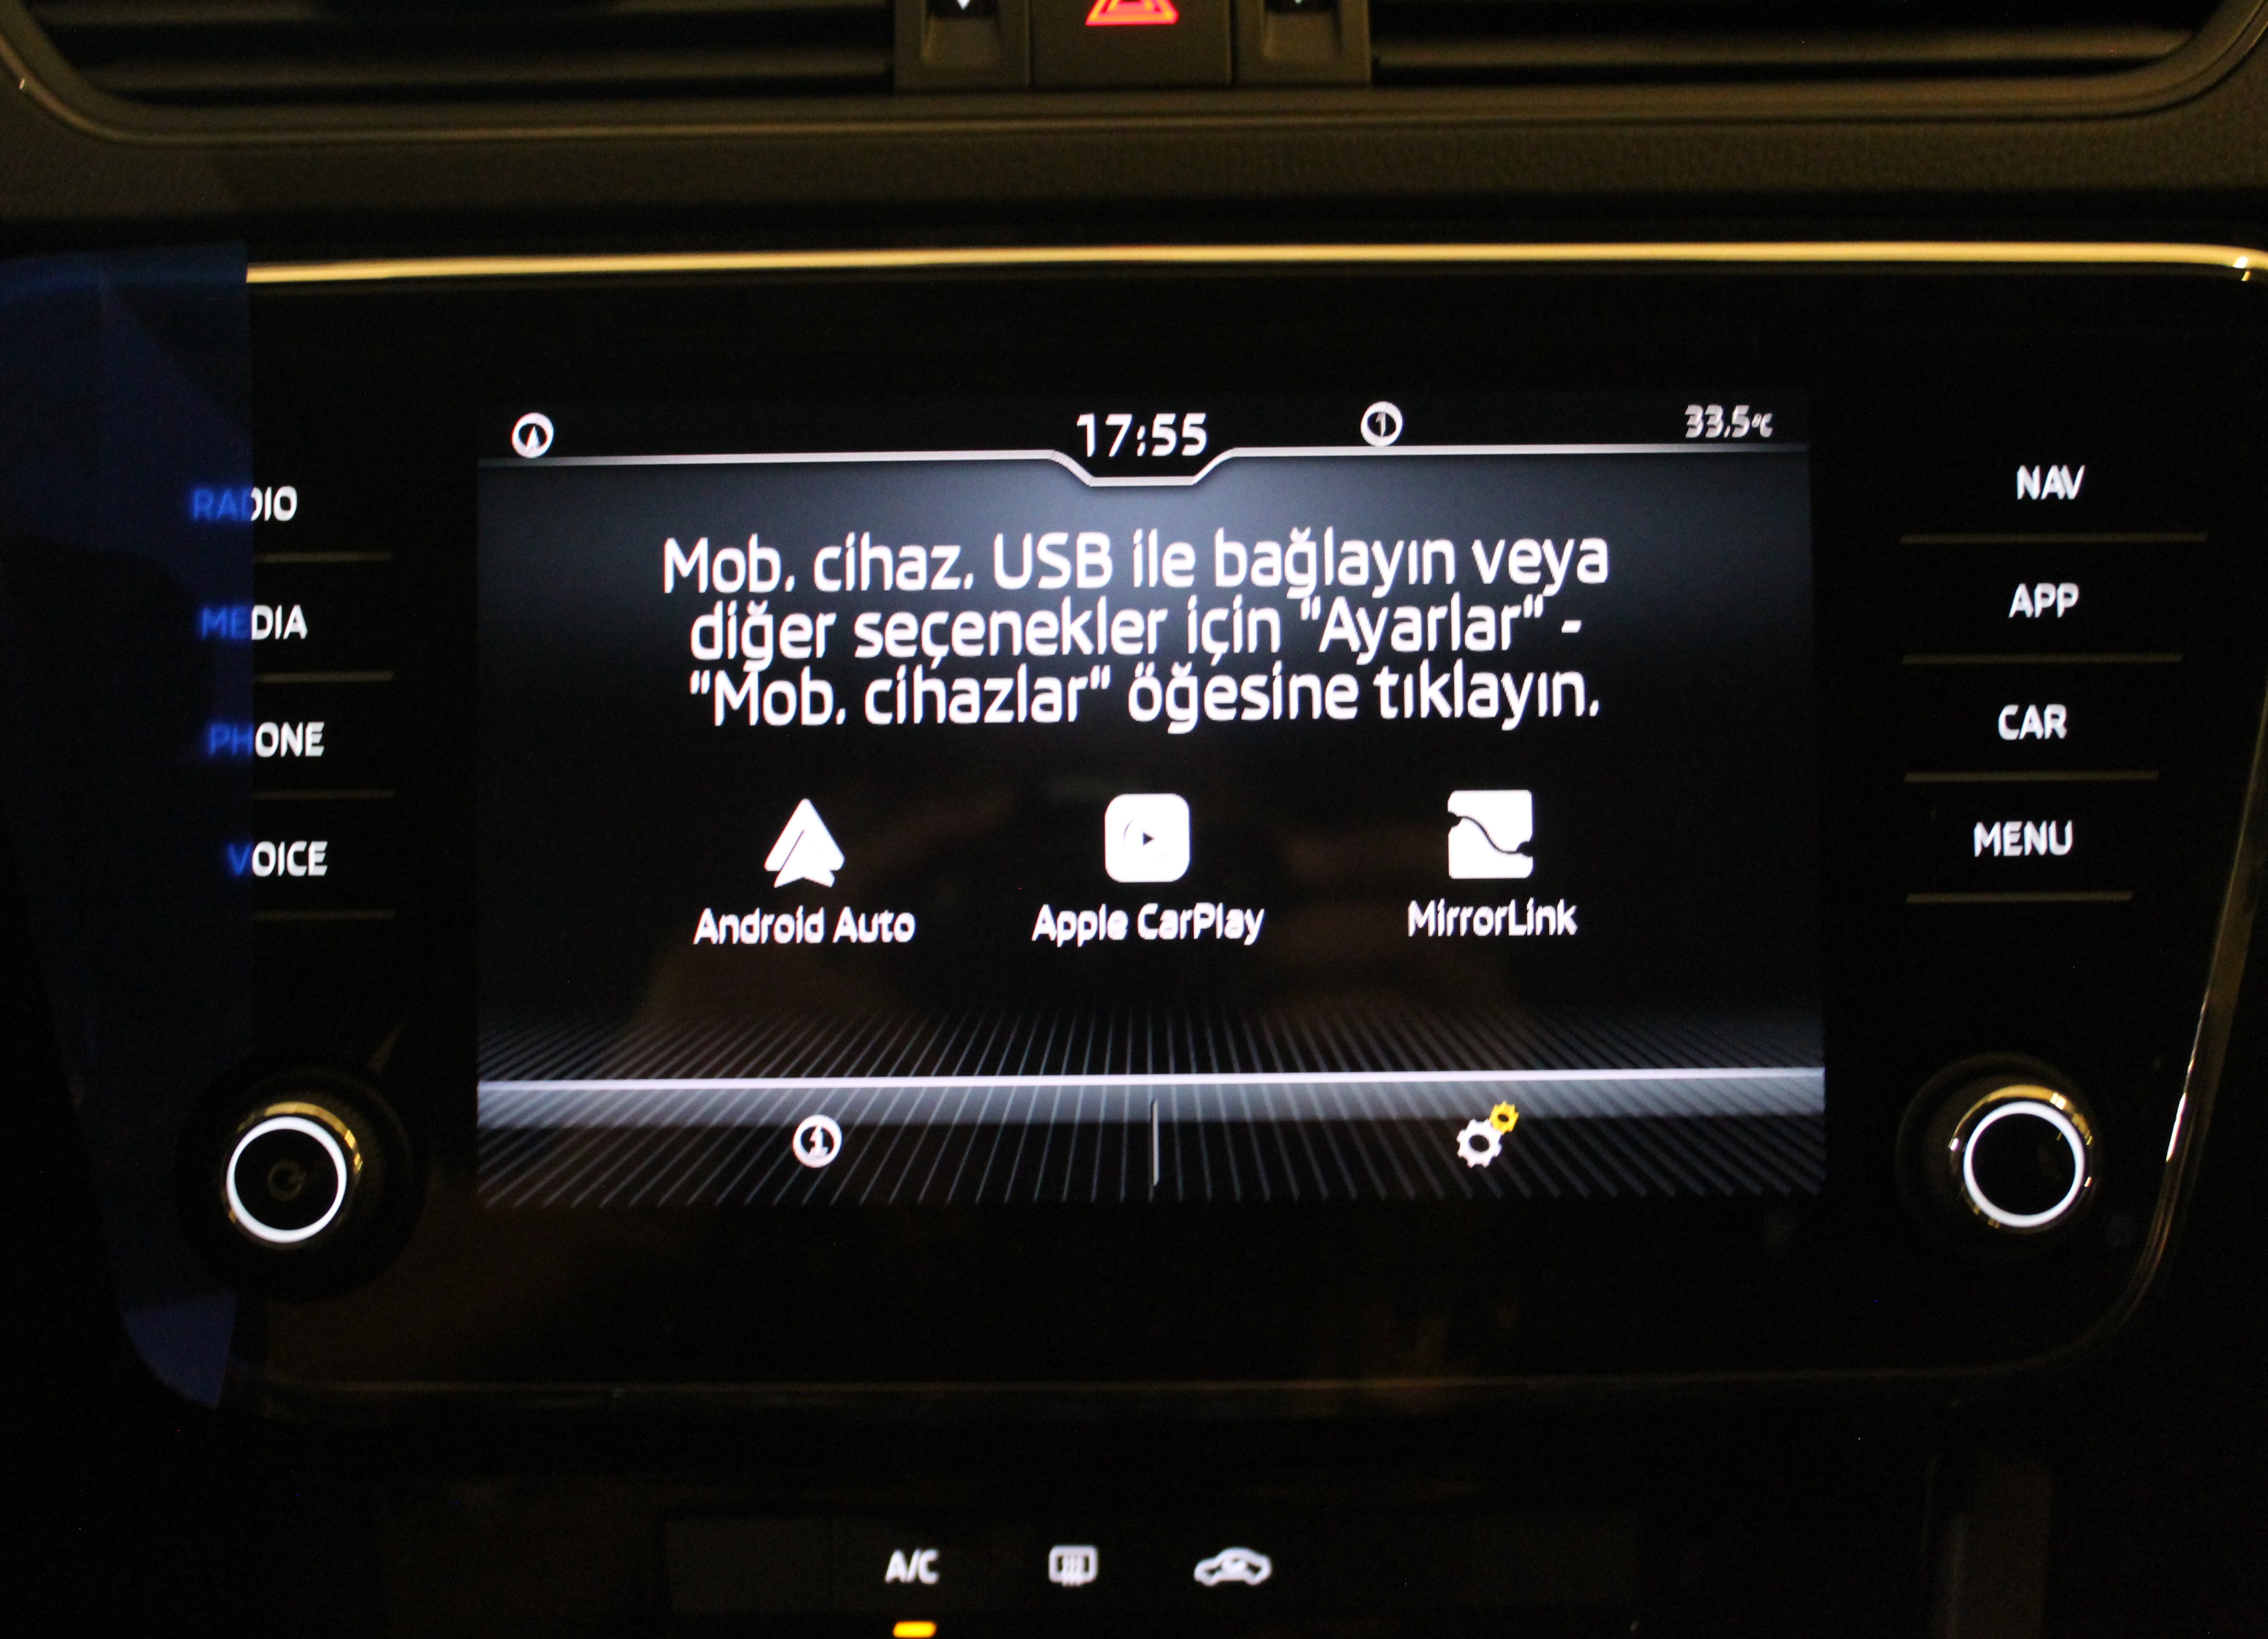 17:55
33.5°C
RADIO
MEDIA
PHONE
VOICE
Mob. cihaz. USB ile bağlayın veya
diğer seçenekler için "Ayarlar" -
"Mob. cihazlar" öğesine tıklayın.
Android Auto
Apple CarPlay
MirrorLink
NAV
APP
CAR
MENU
A/C